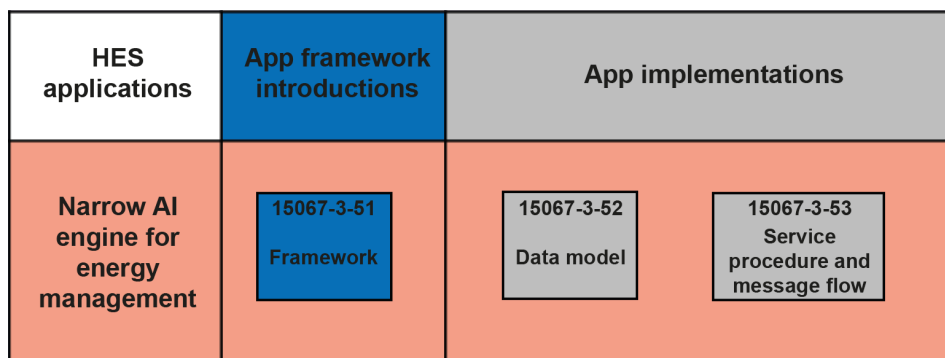 HES
applications
App framework
introductions
App implementations
Narrow AI
engine for
energy
management
15067-3-51
Framework
15067-3-52
Data model
15067-3-53
Service
procedure and
message flow